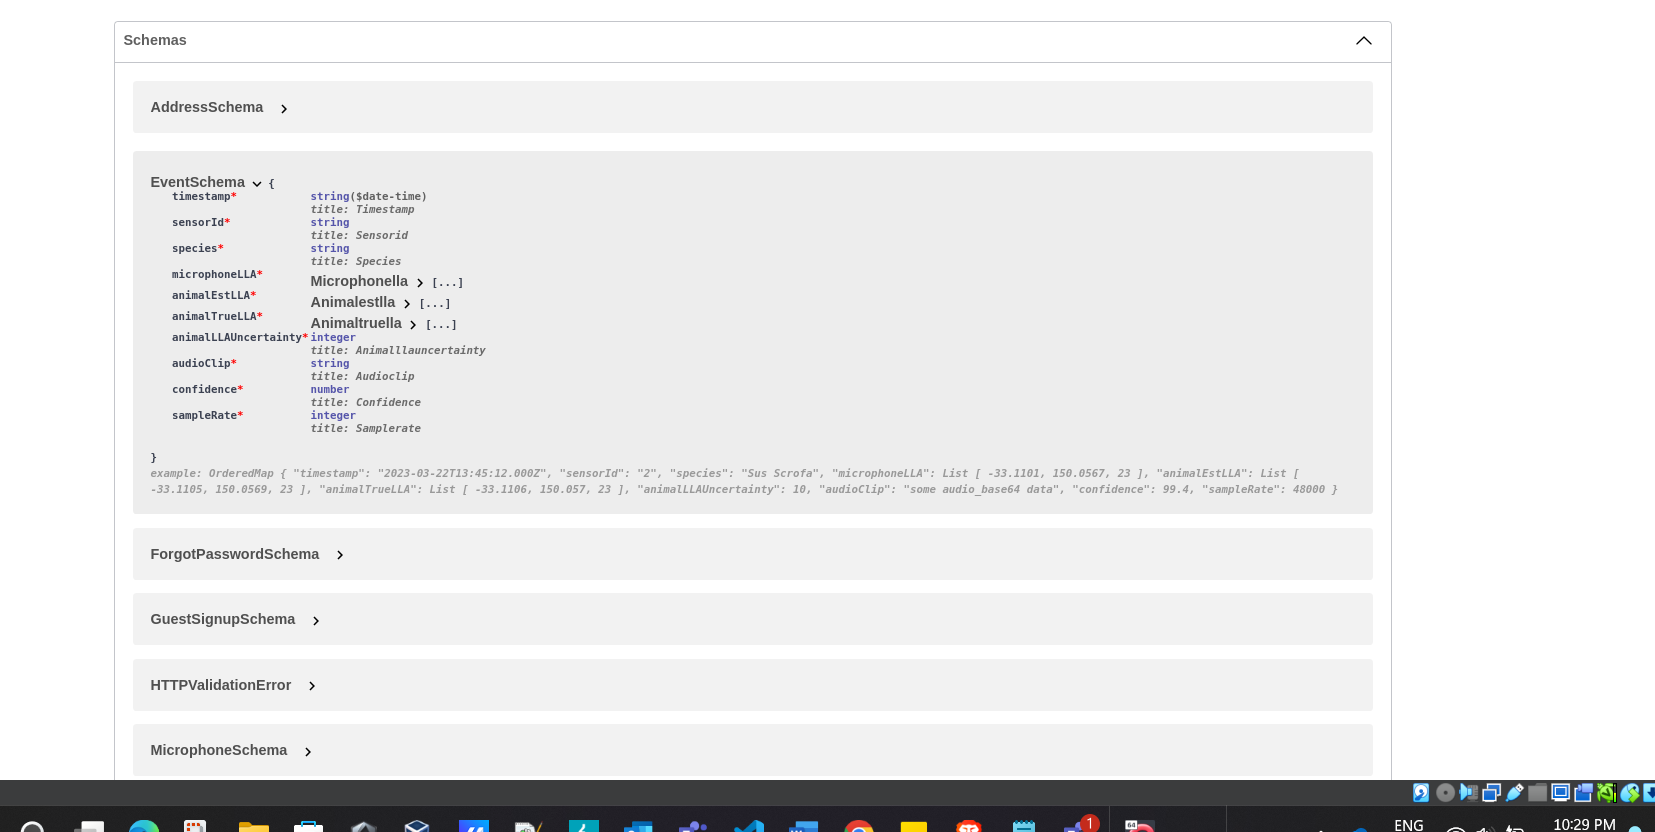 Schemas
AddressSchema
EventSchema {
timestamp* string($date-time)
title: Timestamp
sensorId* string
title: Sensorid
species* string
title: Species
microphoneLLA* Microphonella [...]
animalEstLLA* Animalestlla [...]
animalTrueLLA* Animaltruella [...]
animalLLAUncertainty* integer
title: Animalllauncertainty
audioClip* string
title: Audioclip
confidence* number
title: Confidence
sampleRate* integer
title: Samplerate
}
example: OrderedMap { "timestamp": "2023-03-22T13:45:12.000Z", "sensorId": "2", "species": "Sus Scrofa", "microphoneLLA": List [ -33.1101, 150.0567, 23 ], "animalEstLLA": List [
-33.1105, 150.0569, 23 ], "animalTrueLLA": List [ -33.1106, 150.057, 23 ], "animalLLAUncertainty": 10, "audioClip": "some audio_base64 data", "confidence": 99.4, "sampleRate": 48000 }
ForgotPasswordSchema
GuestSignupSchema
HTTPValidationError
MicrophoneSchema
1
64
ENG
10:29 PM